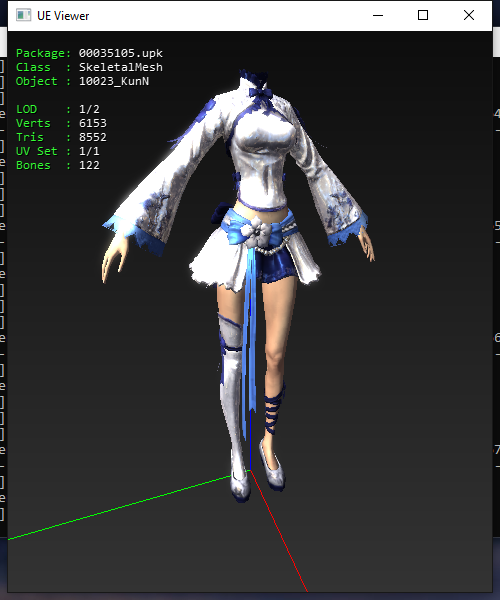 UE Viewer
Package: 00035105.upk
Class : SkeletalMesh
Object : 10023_KunN
LOD : 1/2
Verts : 6153
Tris : 8552
UV Set : 1/1
Bones : 122